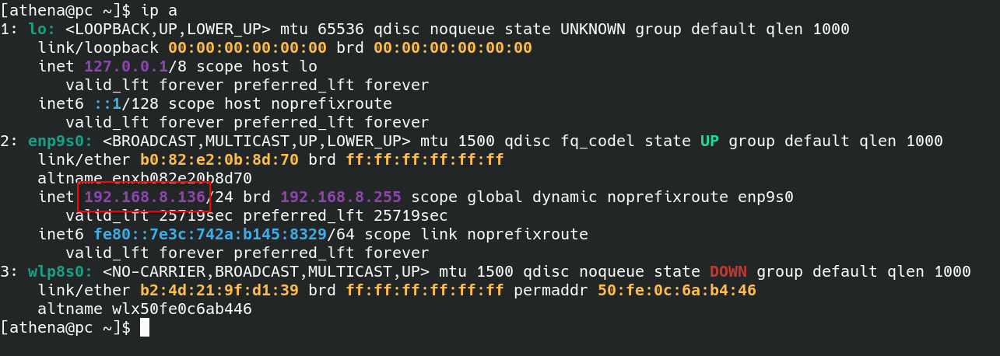 [athena@pc ~]$ ip a
1: lo: <LOOPBACK,UP,LOWER_UP> mtu 65536 qdisc noqueue state UNKNOWN group default qlen 1000
    link/loopback 00:00:00:00:00:00 brd 00:00:00:00:00:00
    inet 127.0.0.1/8 scope host lo
       valid_lft forever preferred_lft forever
    inet6 ::1/128 scope host noprefixroute
       valid_lft forever preferred_lft forever
2: enp9s0: <BROADCAST,MULTICAST,UP,LOWER_UP> mtu 1500 qdisc fq_codel state UP group default qlen 1000
    link/ether b0:82:e2:0b:8d:70 brd ff:ff:ff:ff:ff:ff
    altname enxb082e20b8d70
    inet 192.168.8.136/24 brd 192.168.8.255 scope global dynamic noprefixroute enp9s0
       valid_lft 25719sec preferred_lft 25719sec
    inet6 fe80::7e3c:742a:b145:8329/64 scope link noprefixroute
       valid_lft forever preferred_lft forever
3: wlp8s0: <NO-CARRIER,BROADCAST,MULTICAST,UP> mtu 1500 qdisc noqueue state DOWN group default qlen 1000
    link/ether b2:4d:21:9f:d1:39 brd ff:ff:ff:ff:ff:ff permaddr 50:fe:0c:6a:b4:46
    altname wlx50fe0c6ab446
[athena@pc ~]$